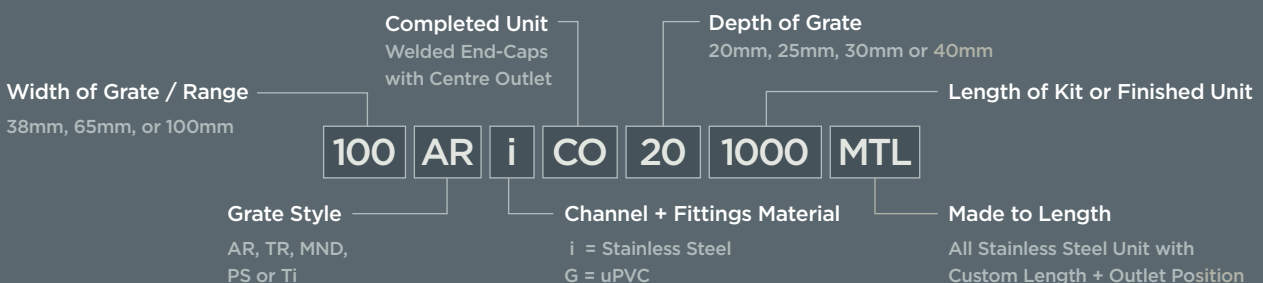 Completed Unit
Welded End-Caps
with Centre Outlet
Depth of Grate
20mm, 25mm, 30mm or 40mm
Width of Grate / Range
38mm, 65mm, or 100mm
Length of Kit or Finished Unit
100 AR i CO 20 1000 MTL
Grate Style
AR, TR, MND,
PS or Ti
Channel + Fittings Material
i = Stainless Steel
G = uPVC
Made to Length
All Stainless Steel Unit with
Custom Length + Outlet Position